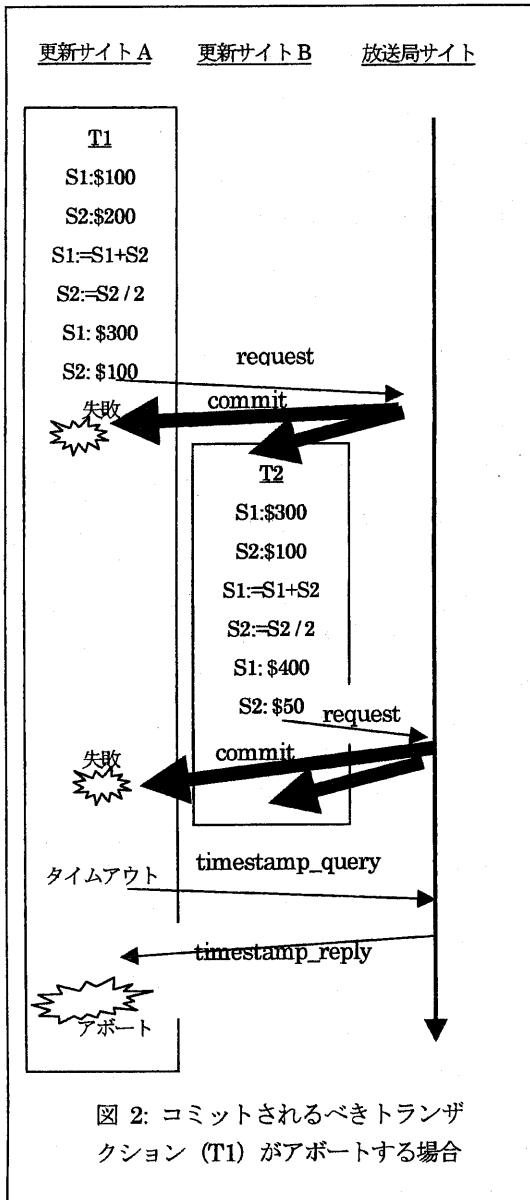 更新サイト A 更新サイト B 放送局サイト
T1
S1:$100
S2:$200
S1:=S1+S2
S2:=S2 / 2
S1: $300
S2: $100
request
commit
失敗
T2
S1:$300
S2:$100
S1:=S1+S2
S2:=S2 / 2
S1: $400
S2: $50
request
commit
失敗
timestamp_query
タイムアウト
timestamp_reply
アボート
図 2: コミットされるべきトランザ
クション (T1) がアボートする場合